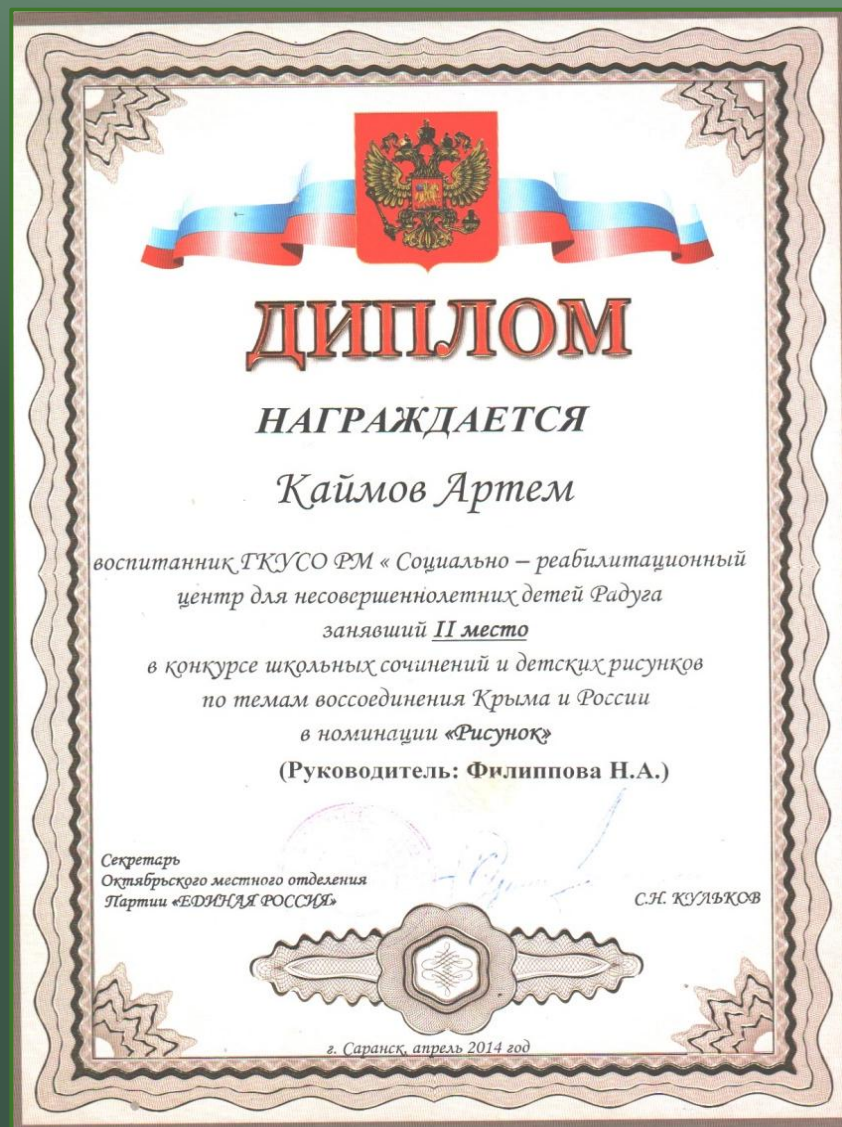 ДИПЛОМ
НАГРАЖДАЕТСЯ
Каймов Артем
воспитанник ГКУСО РМ « Социально – реабилитационный
центр для несовершеннолетних детей Радуга
занявший II место
в конкурсе школьных сочинений и детских рисунков
по темам воссоединения Крыма и России
в номинации «Рисунок»
(Руководитель: Филиппова Н.А.)
Секретарь
Октябрьского местного отделения
Партии «ЕДИНАЯ РОССИЯ»
С.Н. КУЛЬКОВ
г. Саранск, апрель 2014 год